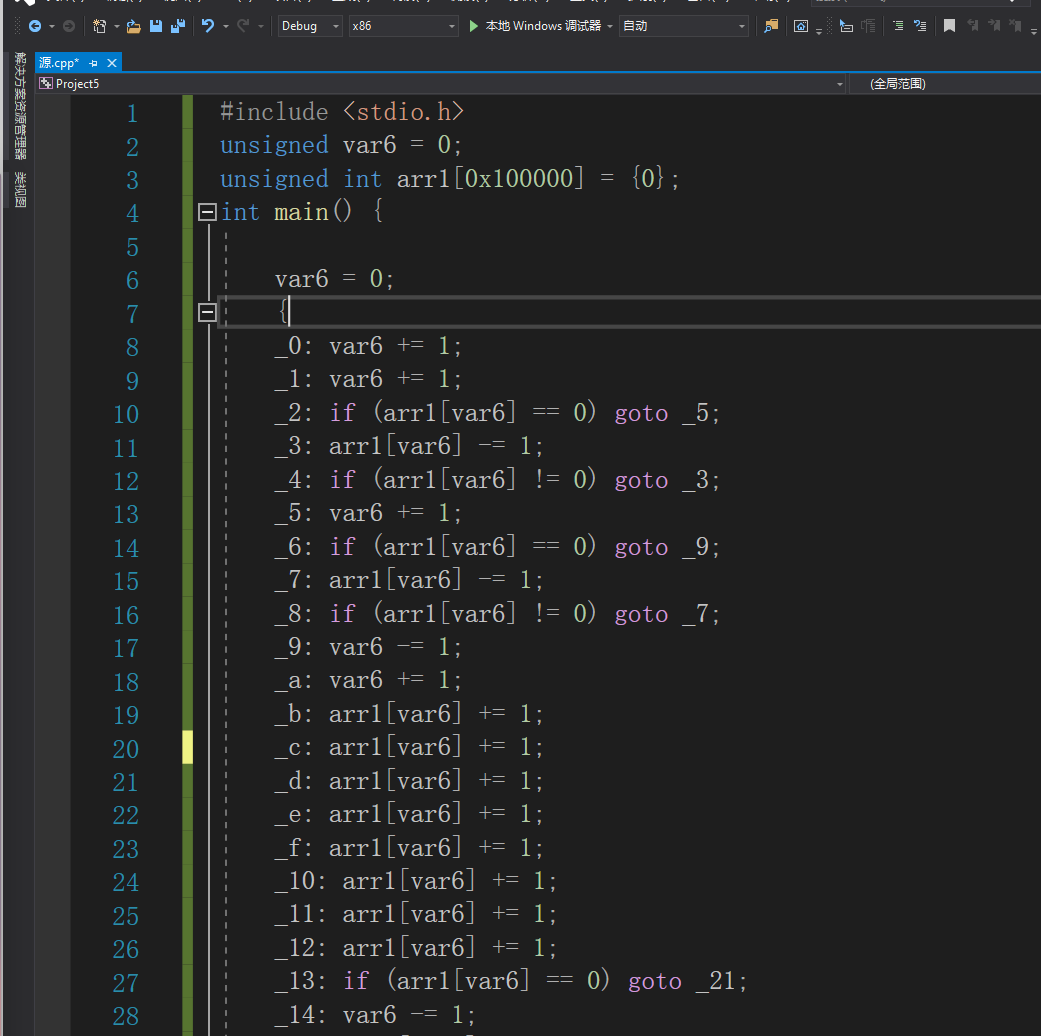 Debug
x86
本地 Windows 调试器
自动
源.cpp*
Project5
(全局范围)
解决方案资源管理器
类视图
1 #include <stdio.h>
2 unsigned var6 = 0;
3 unsigned int arr1[0x100000] = {0};
4 int main() {
5
6 var6 = 0;
7 {
8 _0: var6 += 1;
9 _1: var6 += 1;
10 _2: if (arr1[var6] == 0) goto _5;
11 _3: arr1[var6] -= 1;
12 _4: if (arr1[var6] != 0) goto _3;
13 _5: var6 += 1;
14 _6: if (arr1[var6] == 0) goto _9;
15 _7: arr1[var6] -= 1;
16 _8: if (arr1[var6] != 0) goto _7;
17 _9: var6 -= 1;
18 _a: var6 += 1;
19 _b: arr1[var6] += 1;
20 _c: arr1[var6] += 1;
21 _d: arr1[var6] += 1;
22 _e: arr1[var6] += 1;
23 _f: arr1[var6] += 1;
24 _10: arr1[var6] += 1;
25 _11: arr1[var6] += 1;
26 _12: arr1[var6] += 1;
27 _13: if (arr1[var6] == 0) goto _21;
28 _14: var6 -= 1;